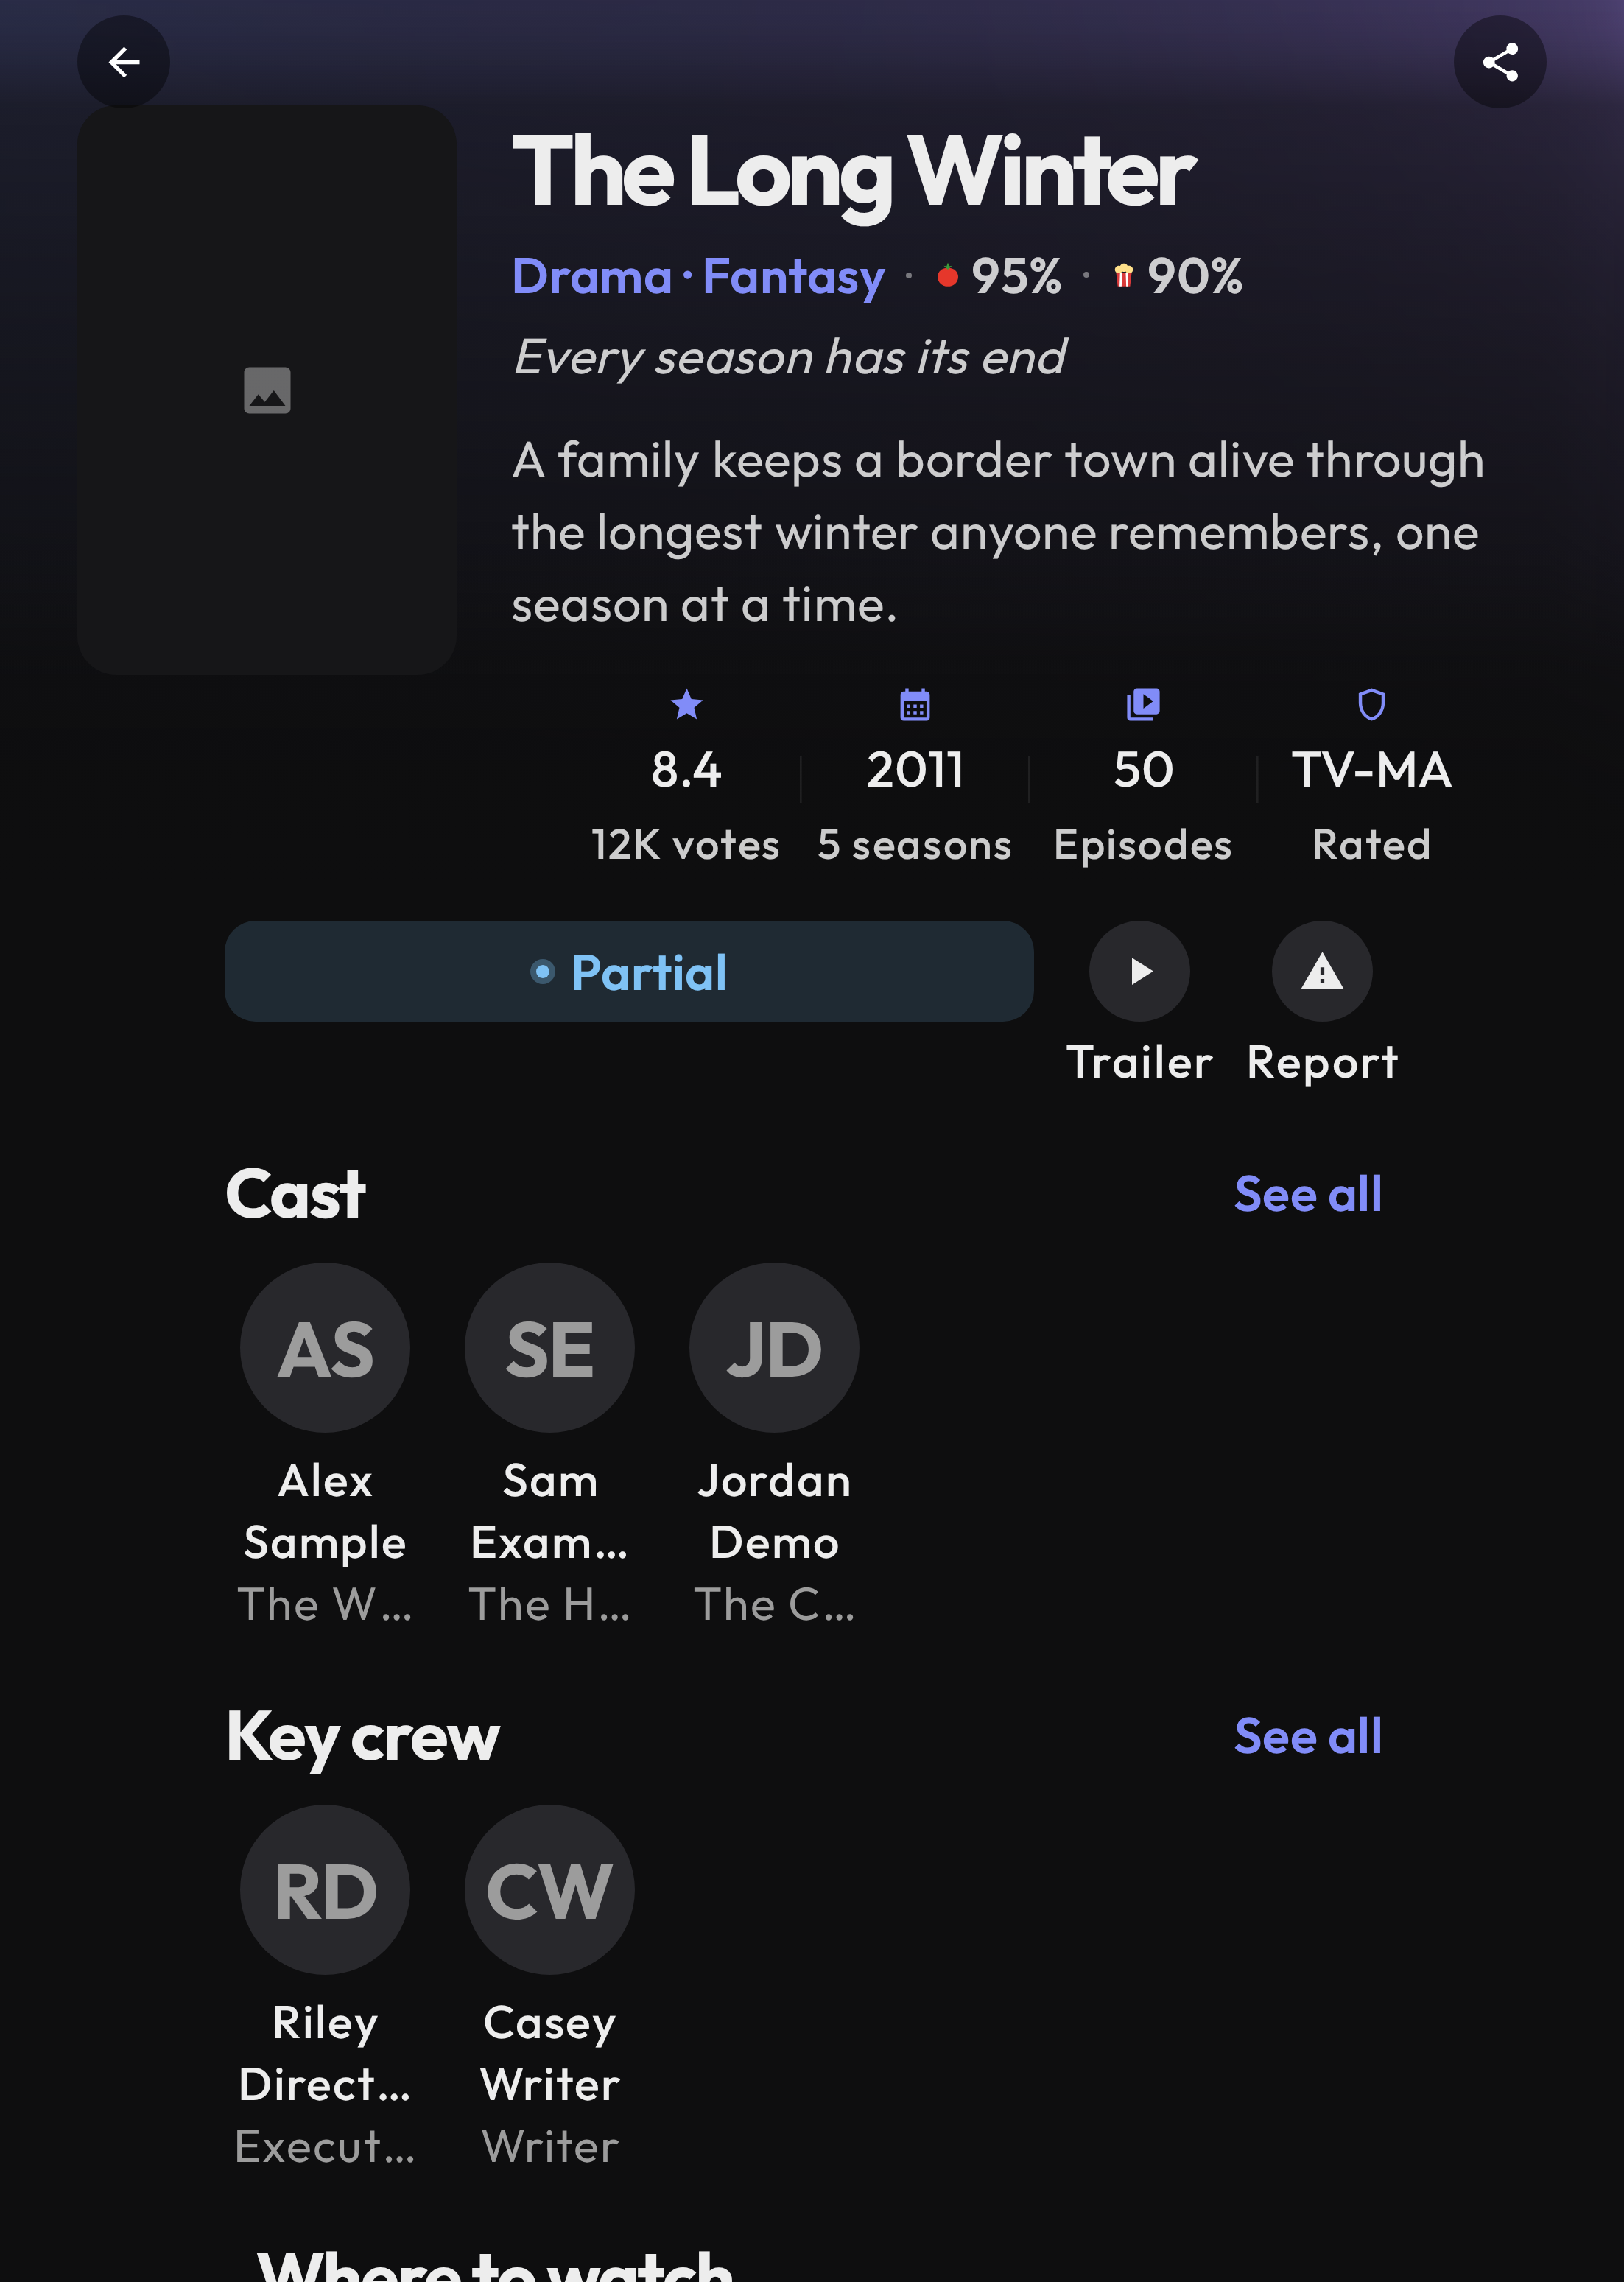 The Long Winter
Drama · Fantasy · 95% · 90%
Every season has its end
A family keeps a border town alive through
the longest winter anyone remembers, one
season at a time.
8.4 2011 50 TV-MA
12K votes 5 seasons Episodes Rated
Partial
Trailer Report
Cast See all
AS SE JD
Alex Sam Jordan
Sample Exam... Demo
The W... The H... The C...
Key crew See all
RD CW
Riley Casey
Direct... Writer
Execut... Writer
Where to watch